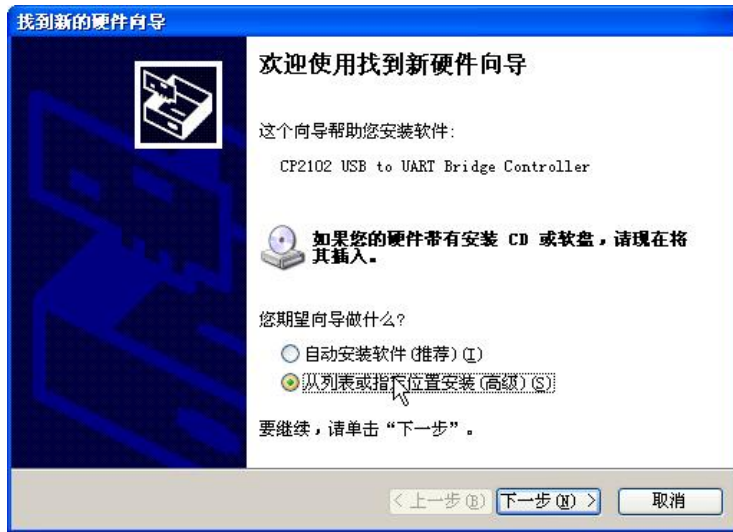 找到新的硬件向导
欢迎使用找到新硬件向导
这个向导帮助您安装软件:
CP2102 USB to UART Bridge Controller
如果您的硬件带有安装 CD 或软盘，请现在将
其插入。
您期望向导做什么?
自动安装软件(推荐)(I)
从列表或指定位置安装(高级)(S)
要继续，请单击“下一步”。
< 上一步(B) 下一步(N) > 取消